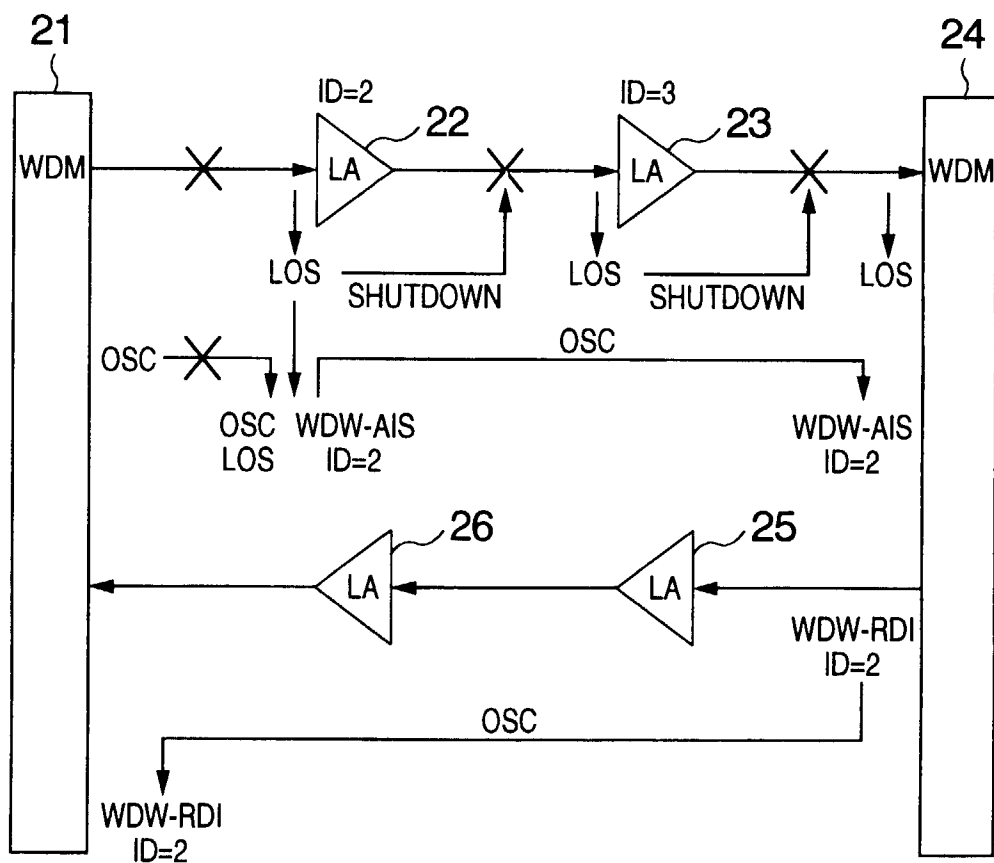 21
24
ID=2
ID=3
22
23
WDM
LA
LA
WDM
LOS
LOS
LOS
SHUTDOWN
SHUTDOWN
OSC
OSC
OSC
LOS
WDW-AIS
ID=2
WDW-AIS
ID=2
26
25
LA
LA
WDW-RDI
ID=2
OSC
WDW-RDI
ID=2